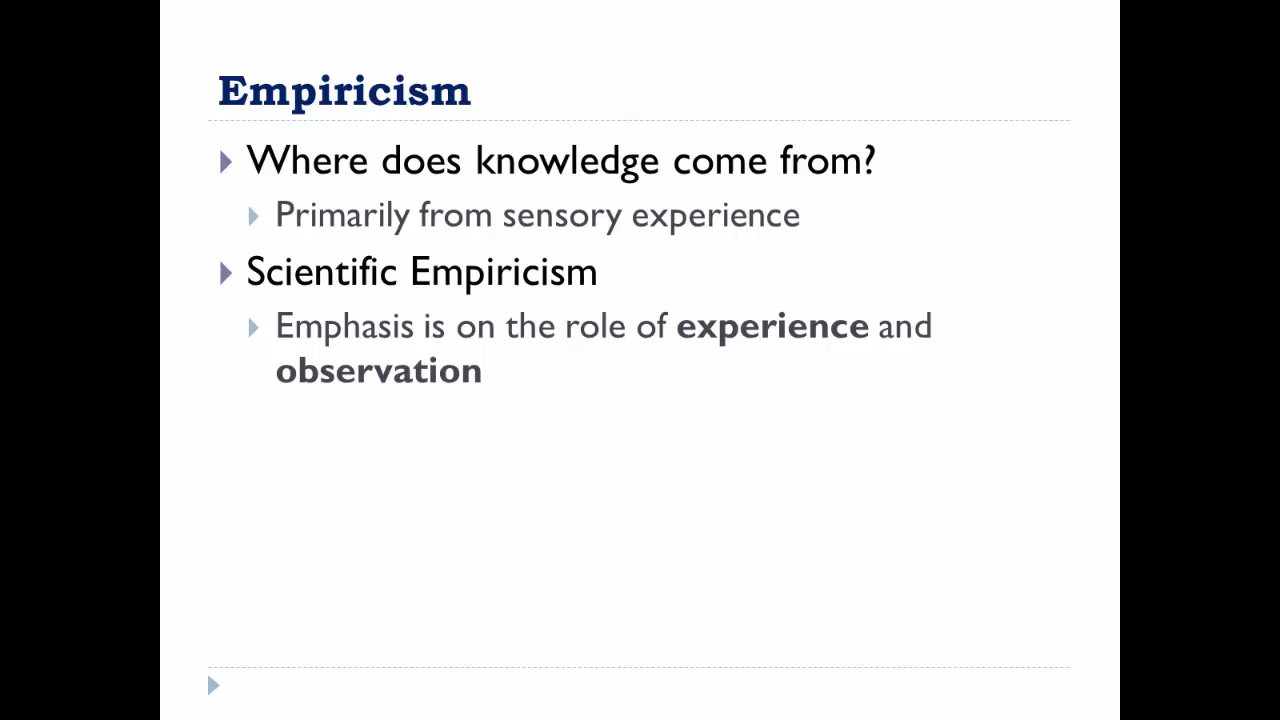 Empiricism
Where does knowledge come from?
Primarily from sensory experience
Scientific Empiricism
Emphasis is on the role of experience and
observation